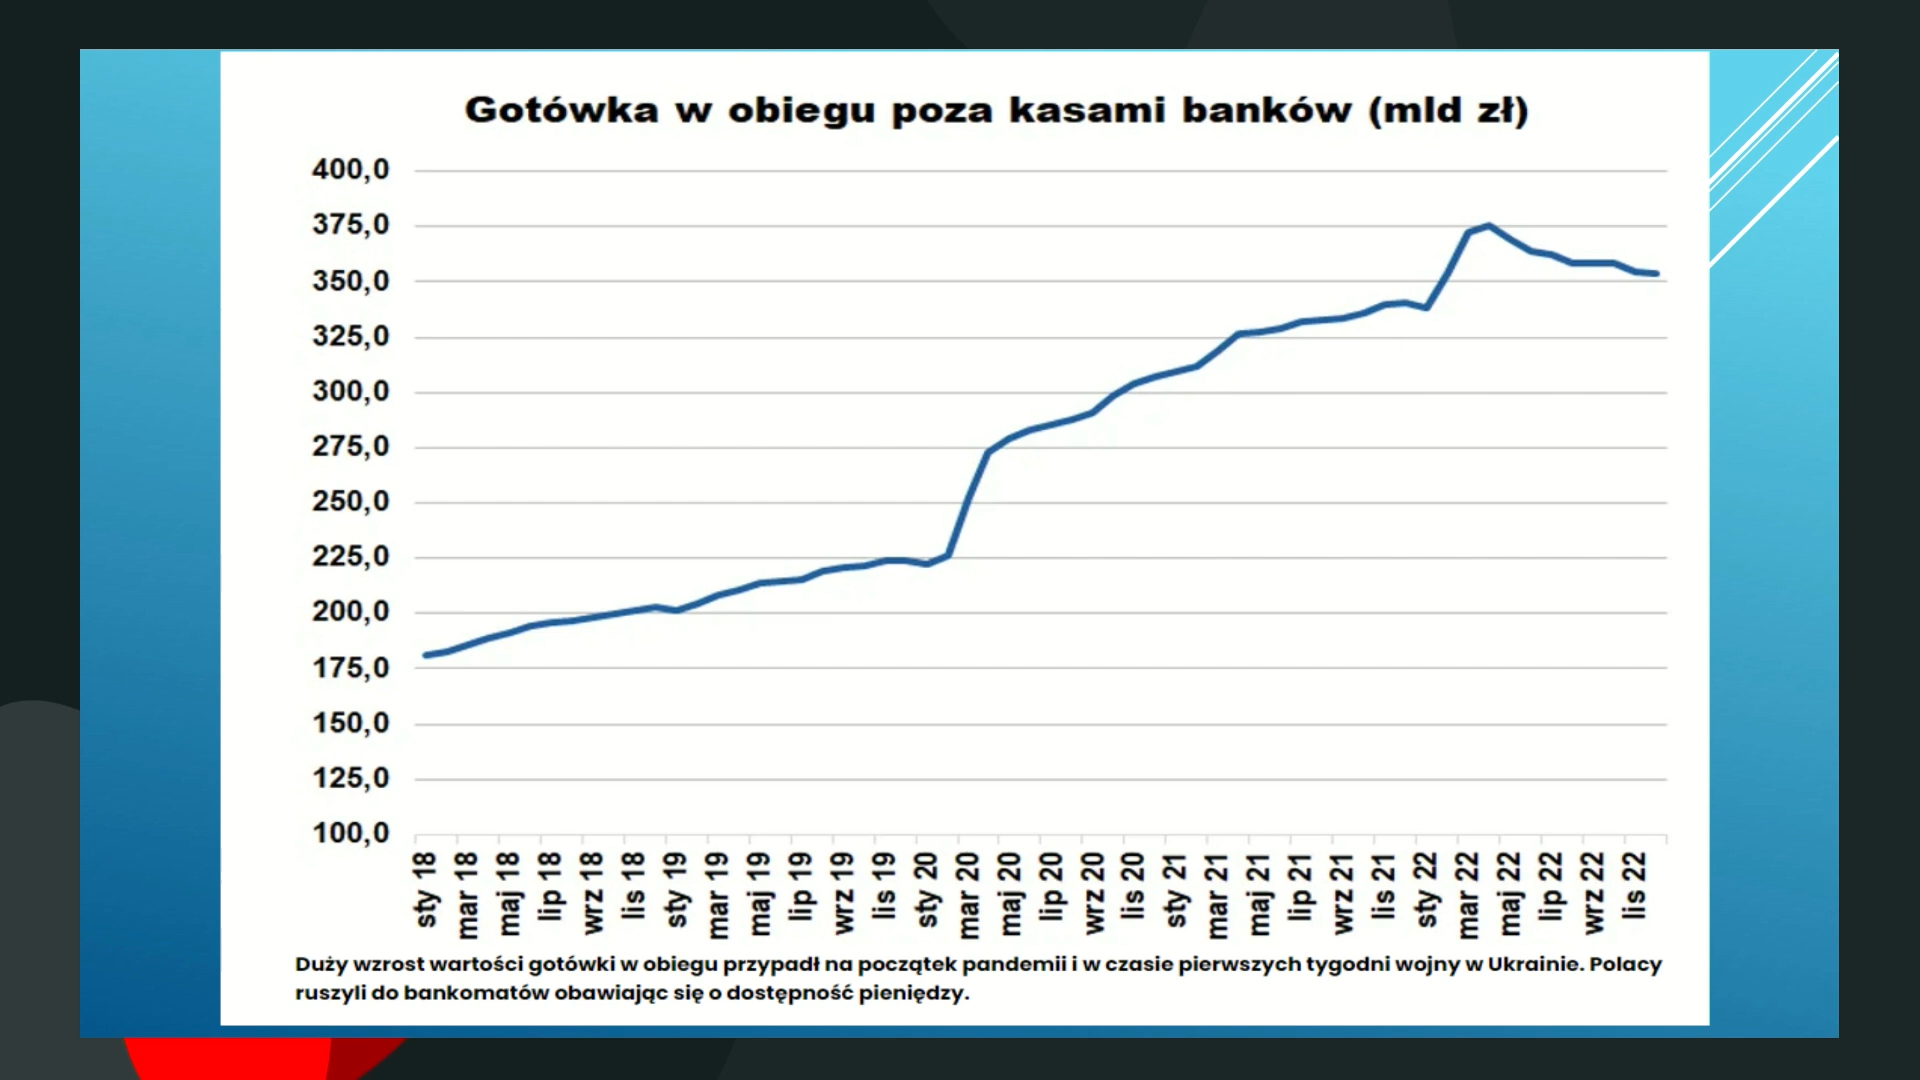 Gotówka w obiegu poza kasami banków (mld zł)
400,0
375,0
350,0
325,0
300,0
275,0
250,0
225,0
200,0
175,0
150,0
125,0
100,0
sty 18
mar 18
maj 18
lip 18
wrz 18
lis 18
sty 19
mar 19
maj 19
lip 19
wrz 19
lis 19
sty 20
mar 20
maj 20
lip 20
wrz 20
lis 20
sty 21
mar 21
maj 21
lip 21
wrz 21
lis 21
sty 22
mar 22
maj 22
lip 22
wrz 22
lis 22
Duży wzrost wartości gotówki w obiegu przypadł na początek pandemii i w czasie pierwszych tygodni wojny w Ukrainie. Polacy
ruszyli do bankomatów obawiając się o dostępność pieniędzy.